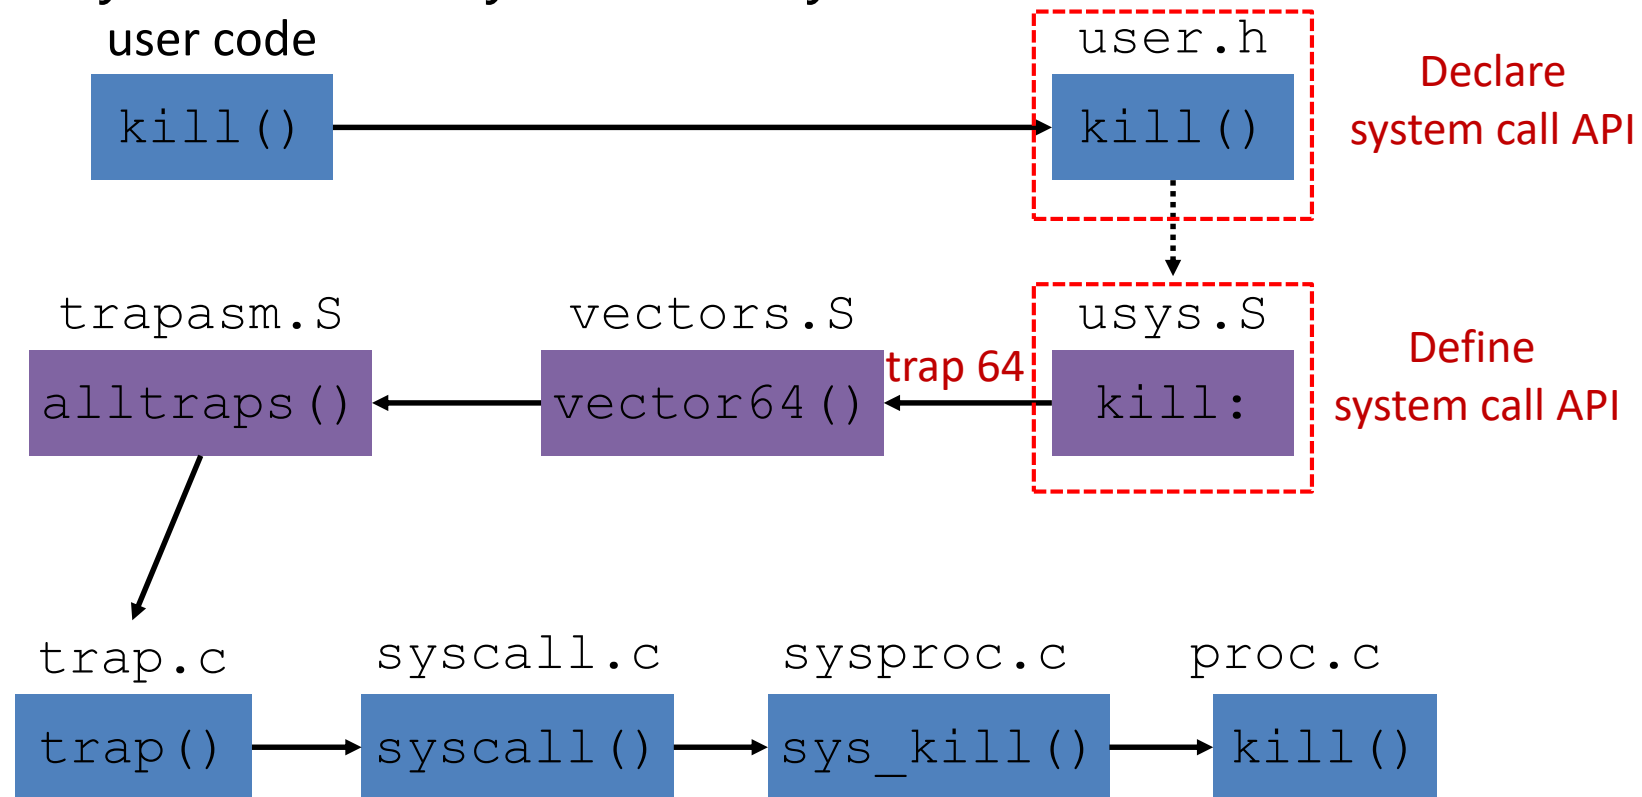 user code
user.h
Declare
system call API
kill()
kill()
trapasm.S
vectors.S
usys.S
Define
system call API
trap 64
alltraps()
vector64()
kill:
trap.c
syscall.c
sysproc.c
proc.c
trap()
syscall()
sys_kill()
kill()